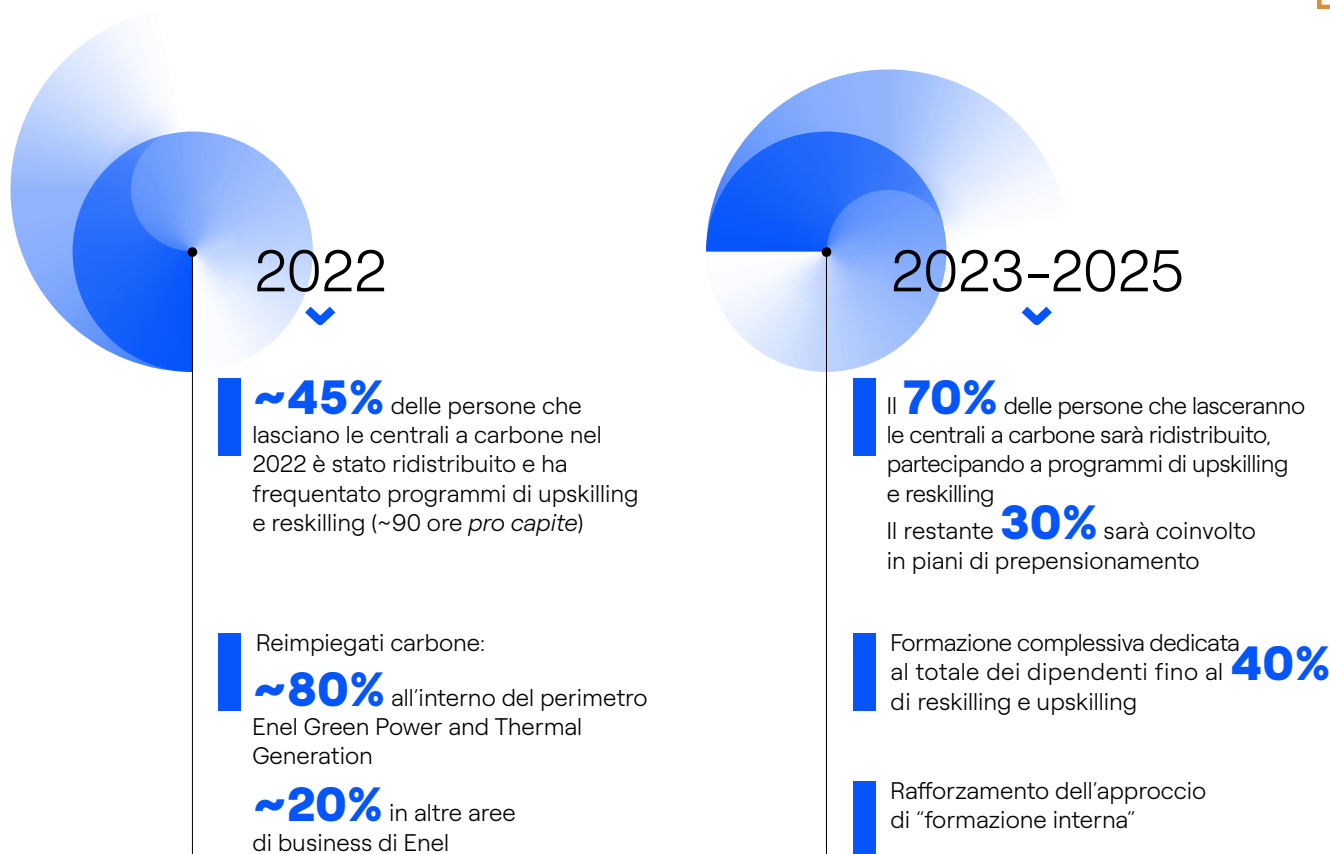 2022
~45% delle persone che
lasciano le centrali a carbone nel
2022 è stato ridistribuito e ha
frequentato programmi di upskilling
e reskilling (~90 ore pro capite)
Reimpiegati carbone:
~80% all’interno del perimetro
Enel Green Power and Thermal
Generation
~20% in altre aree
di business di Enel
2023-2025
Il 70% delle persone che lasceranno
le centrali a carbone sarà ridistribuito,
partecipando a programmi di upskilling
e reskilling
Il restante 30% sarà coinvolto
in piani di prepensionamento
Formazione complessiva dedicata
al totale dei dipendenti fino al 40%
di reskilling e upskilling
Rafforzamento dell’approccio
di “formazione interna”